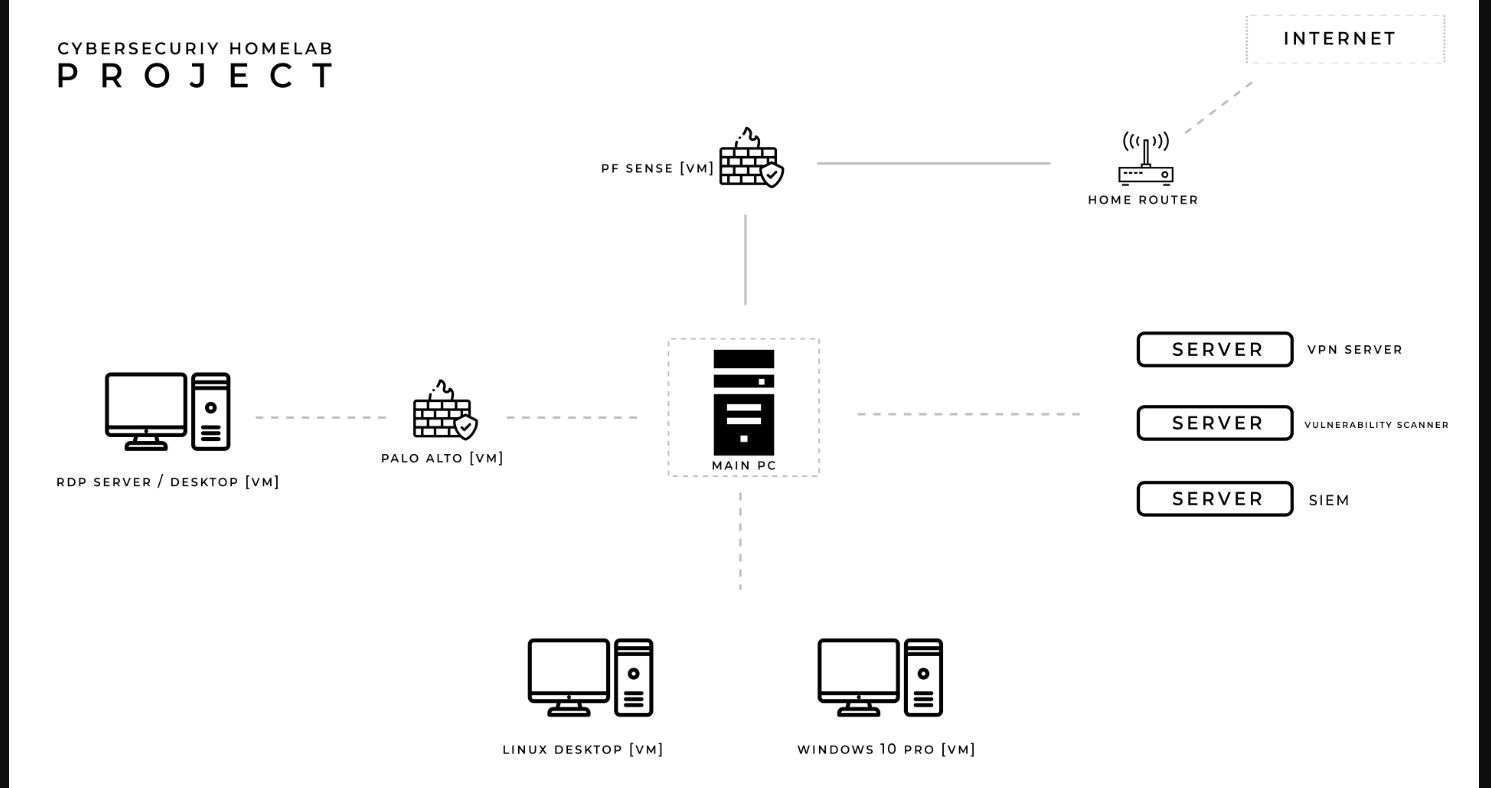 CYBERSECURIY HOMELAB
PROJECT
INTERNET
PF SENSE [VM]
HOME ROUTER
SERVER VPN SERVER
SERVER VULNERABILITY SCANNER
SERVER SIEM
MAIN PC
PALO ALTO [VM]
RDP SERVER / DESKTOP [VM]
LINUX DESKTOP [VM]
WINDOWS 10 PRO [VM]